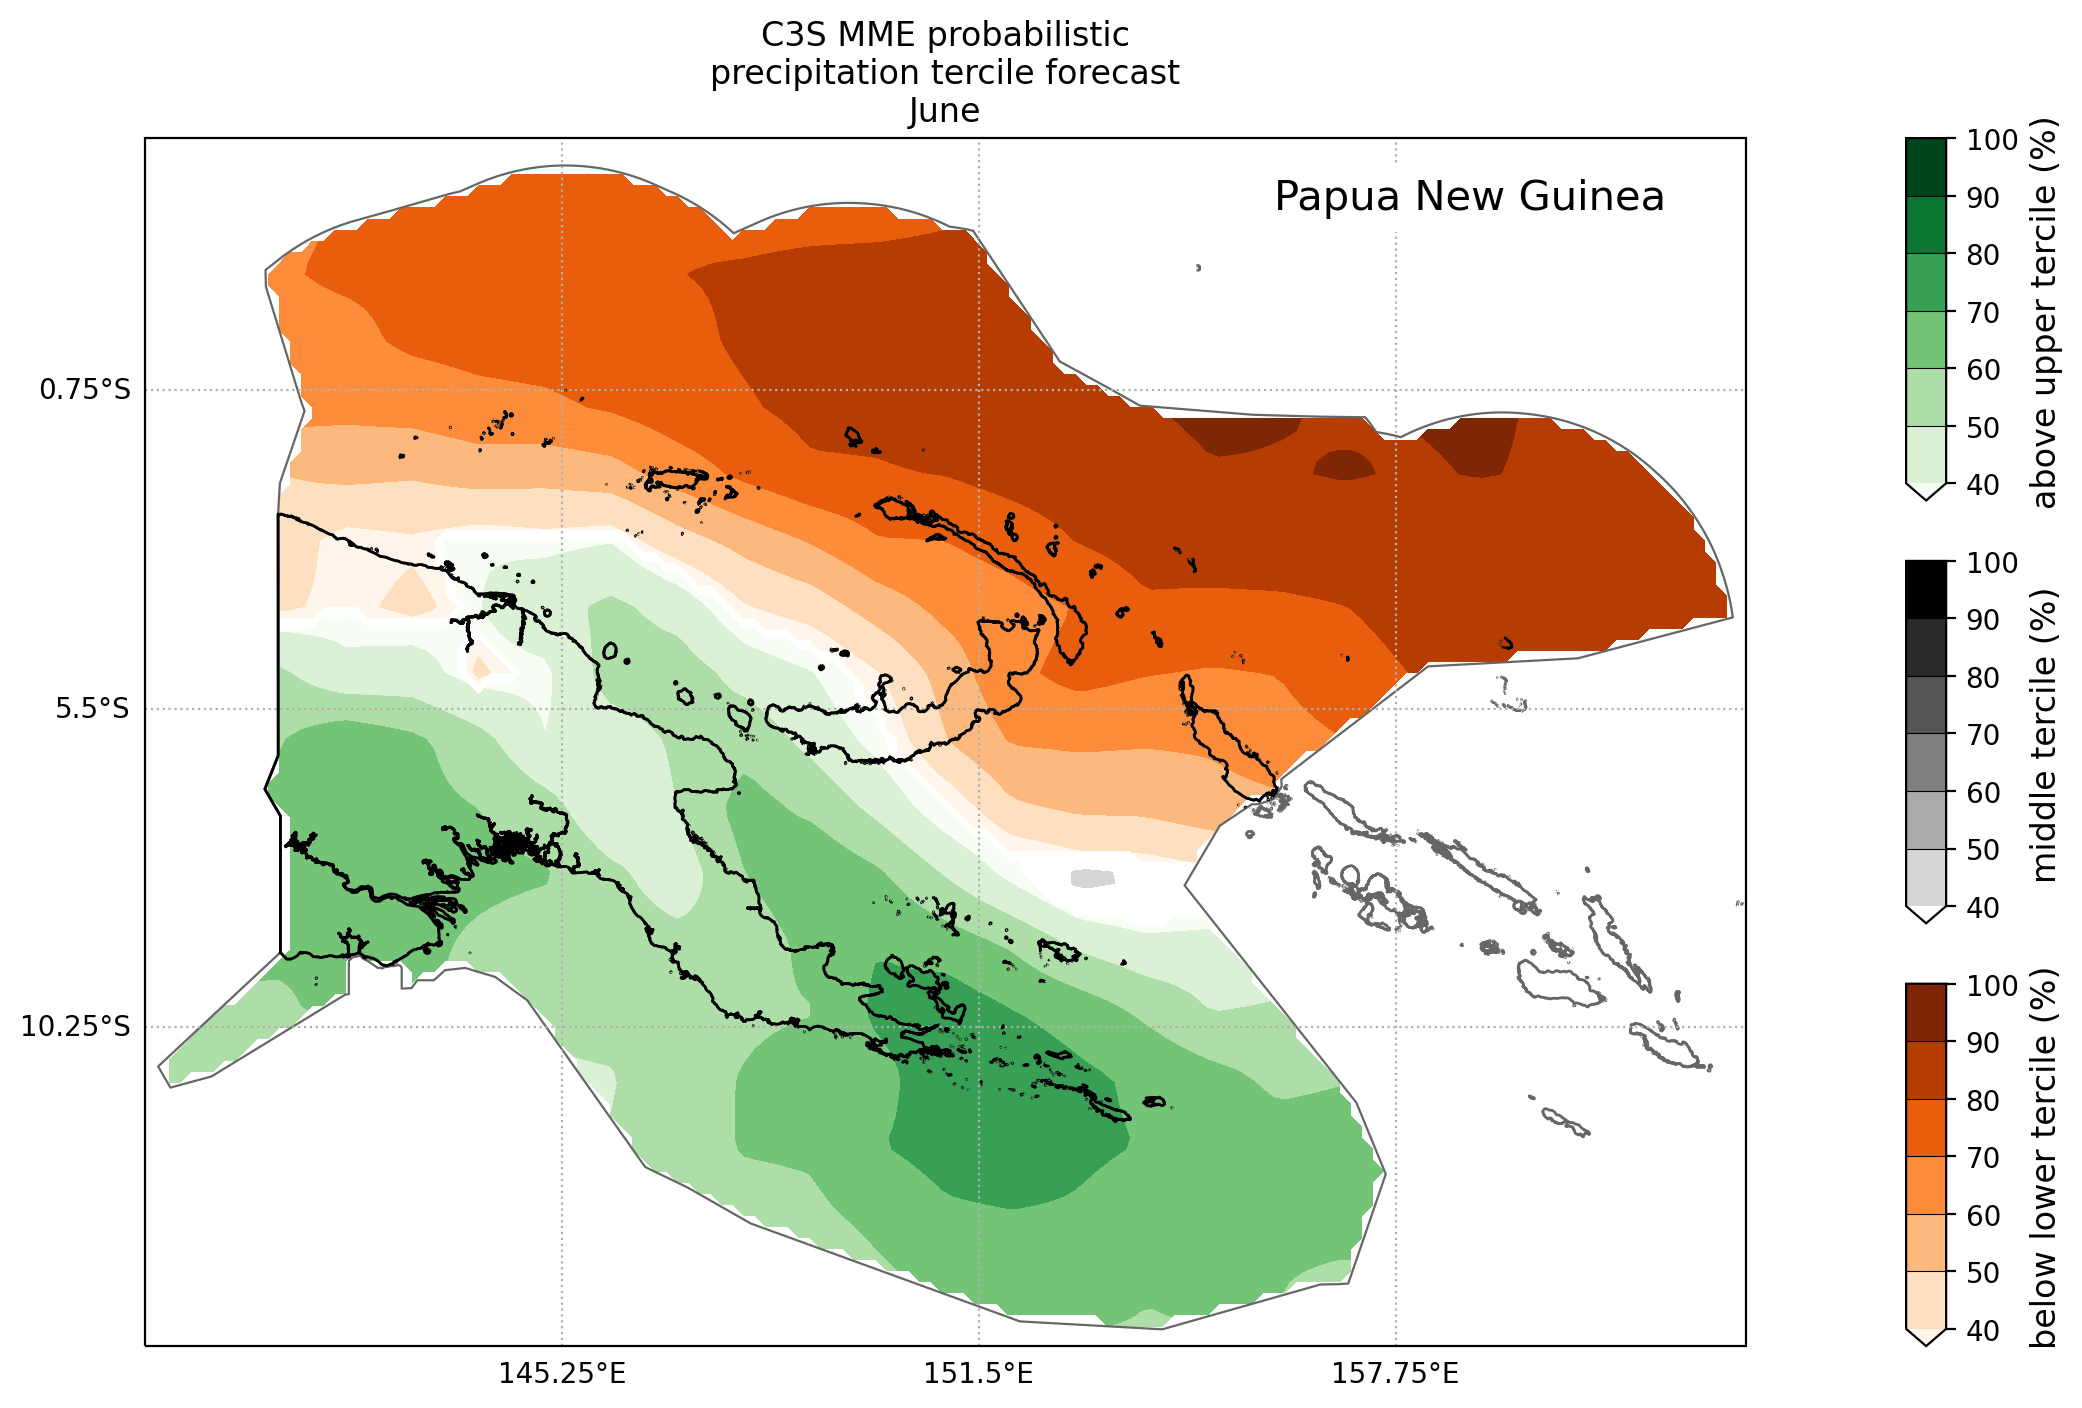 C3S MME probabilistic
precipitation tercile forecast
June
Papua New Guinea
0.75°S
5.5°S
10.25°S
145.25°E
151.5°E
157.75°E
100
90
80
70
60
50
40
above upper tercile (%)
100
90
80
70
60
50
40
middle tercile (%)
100
90
80
70
60
50
40
below lower tercile (%)